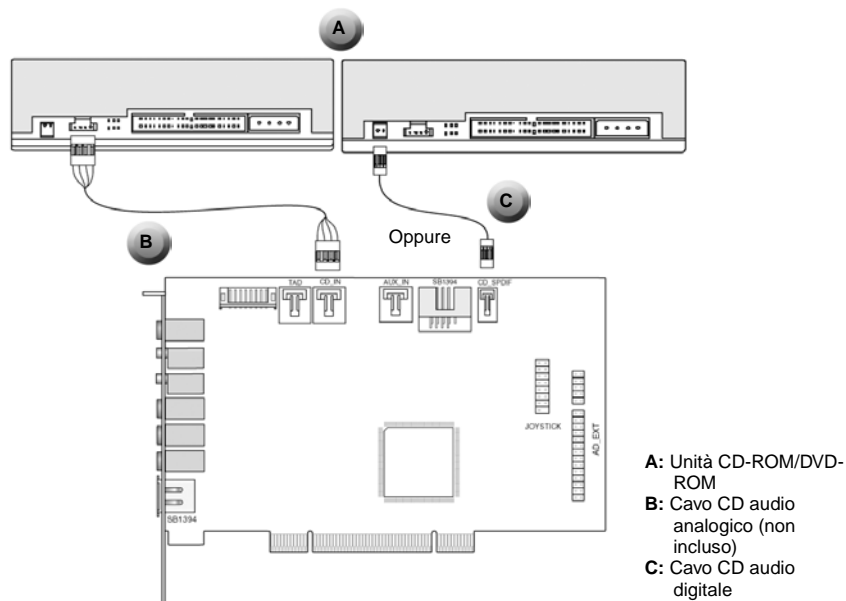 A
C
Oppure
B
TAD
CD_IN
AUX_IN
SB1394
CD_SPDIF
JOYSTICK
AD_EXT
SB1394
A: Unità CD-ROM/DVD-
ROM
B: Cavo CD audio
analogico (non
incluso)
C: Cavo CD audio
digitale